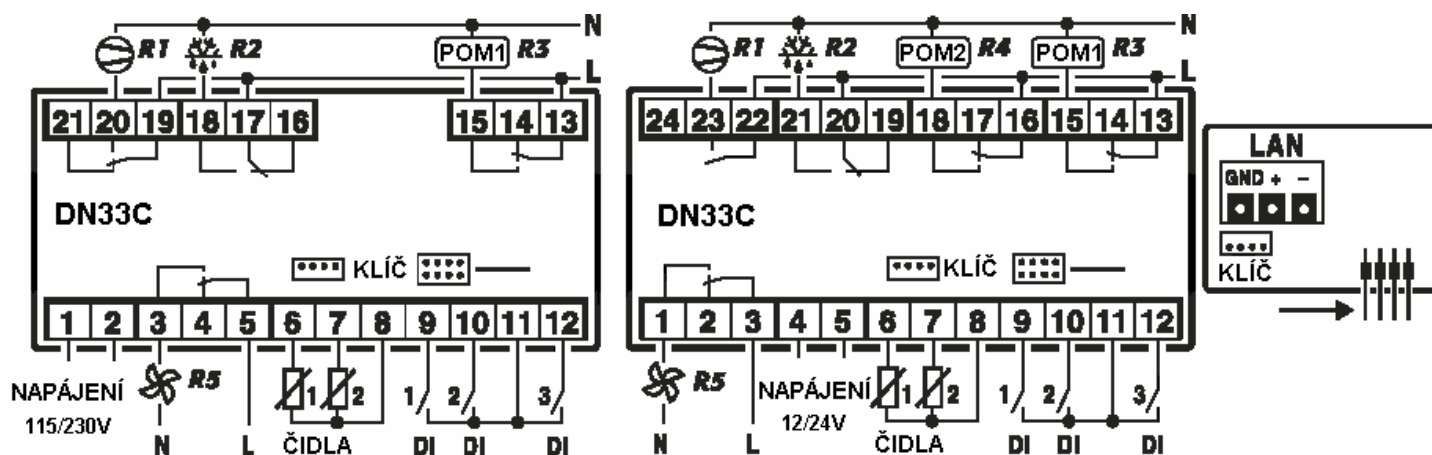 R1 R2 POM1 R3 N
L
21 20 19 18 17 16 15 14 13
DN33C
KLÍČ
1 2 3 4 5 6 7 8 9 10 11 12
NAPÁJENÍ
115/230V
R5
1 2 1 2 3
N L ČIDLA DI DI DI
R1 R2 POM2 R4 POM1 R3 N
L
24 23 22 21 20 19 18 17 16 15 14 13
DN33C
KLÍČ
1 2 3 4 5 6 7 8 9 10 11 12
R5
NAPÁJENÍ
12/24V
1 2 1 2 3
N L ČIDLA DI DI DI
LAN
GND + -
KLÍČ